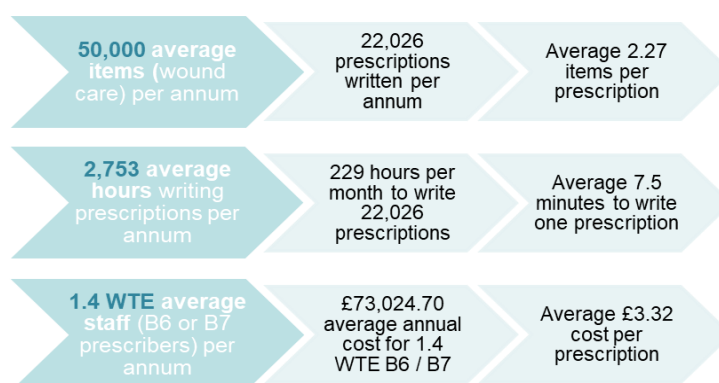 50,000 average
items (wound
care) per annum
22,026
prescriptions
written per
annum
Average 2.27
items per
prescription
2,753 average
hours writing
prescriptions per
annum
229 hours per
month to write
22,026
prescriptions
Average 7.5
minutes to write
one prescription
1.4 WTE average
staff (B6 or B7
prescribers) per
annum
£73,024.70
average annual
cost for 1.4
WTE B6 / B7
Average £3.32
cost per
prescription